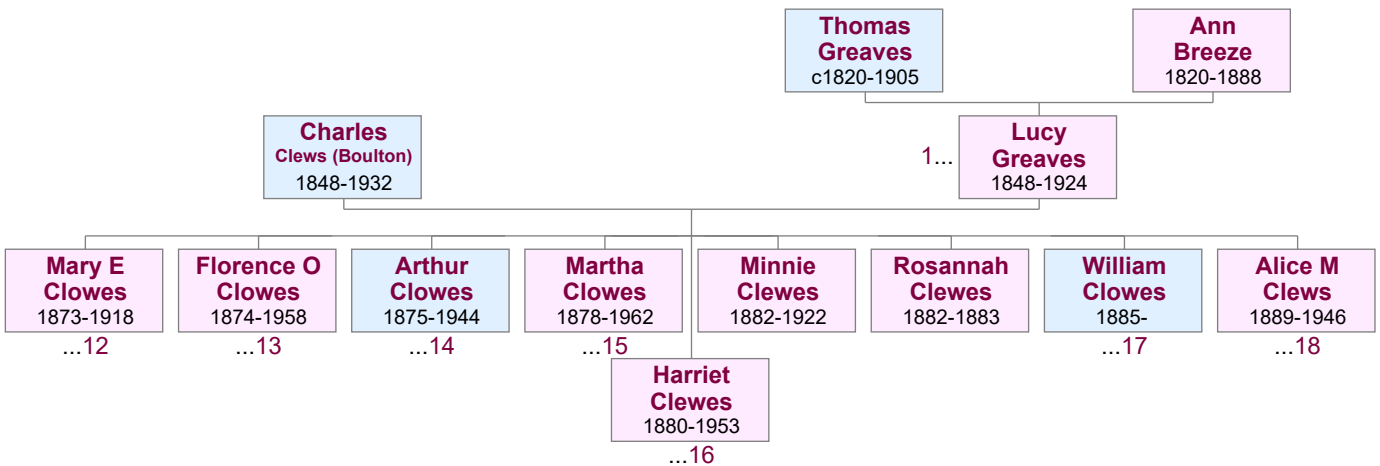 Thomas
Greaves
c1820-1905
Ann
Breeze
1820-1888
Charles
Clews (Boulton)
1848-1932
1...
Lucy
Greaves
1848-1924
Mary E
Clowes
1873-1918
...12
Florence O
Clowes
1874-1958
...13
Arthur
Clowes
1875-1944
...14
Martha
Clowes
1878-1962
...15
Minnie
Clewes
1882-1922
Rosannah
Clewes
1882-1883
William
Clowes
1885-
...17
Alice M
Clews
1889-1946
...18
Harriet
Clewes
1880-1953
...16